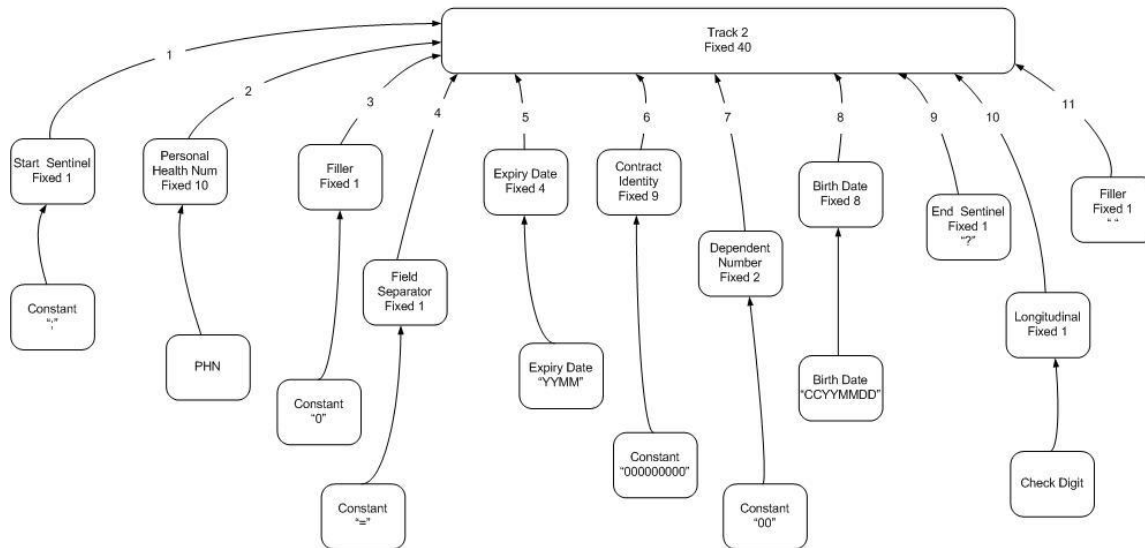 Track 2
Fixed 40
1
2
3
4
5
6
7
8
9
10
11
Start Sentinel
Fixed 1
Personal
Health Num
Fixed 10
Filler
Fixed 1
Expiry Date
Fixed 4
Contract
Identity
Fixed 9
Birth Date
Fixed 8
End Sentinel
Fixed 1
“?”
Filler
Fixed 1
“ “
Dependent
Number
Fixed 2
Field
Separator
Fixed 1
Constant
“;”
Longitudinal
Fixed 1
PHN
Expiry Date
“YYMM”
Birth Date
“CCYYMMDD”
Constant
“0”
Constant
“000000000”
Check Digit
Constant
“=”
Constant
“00”